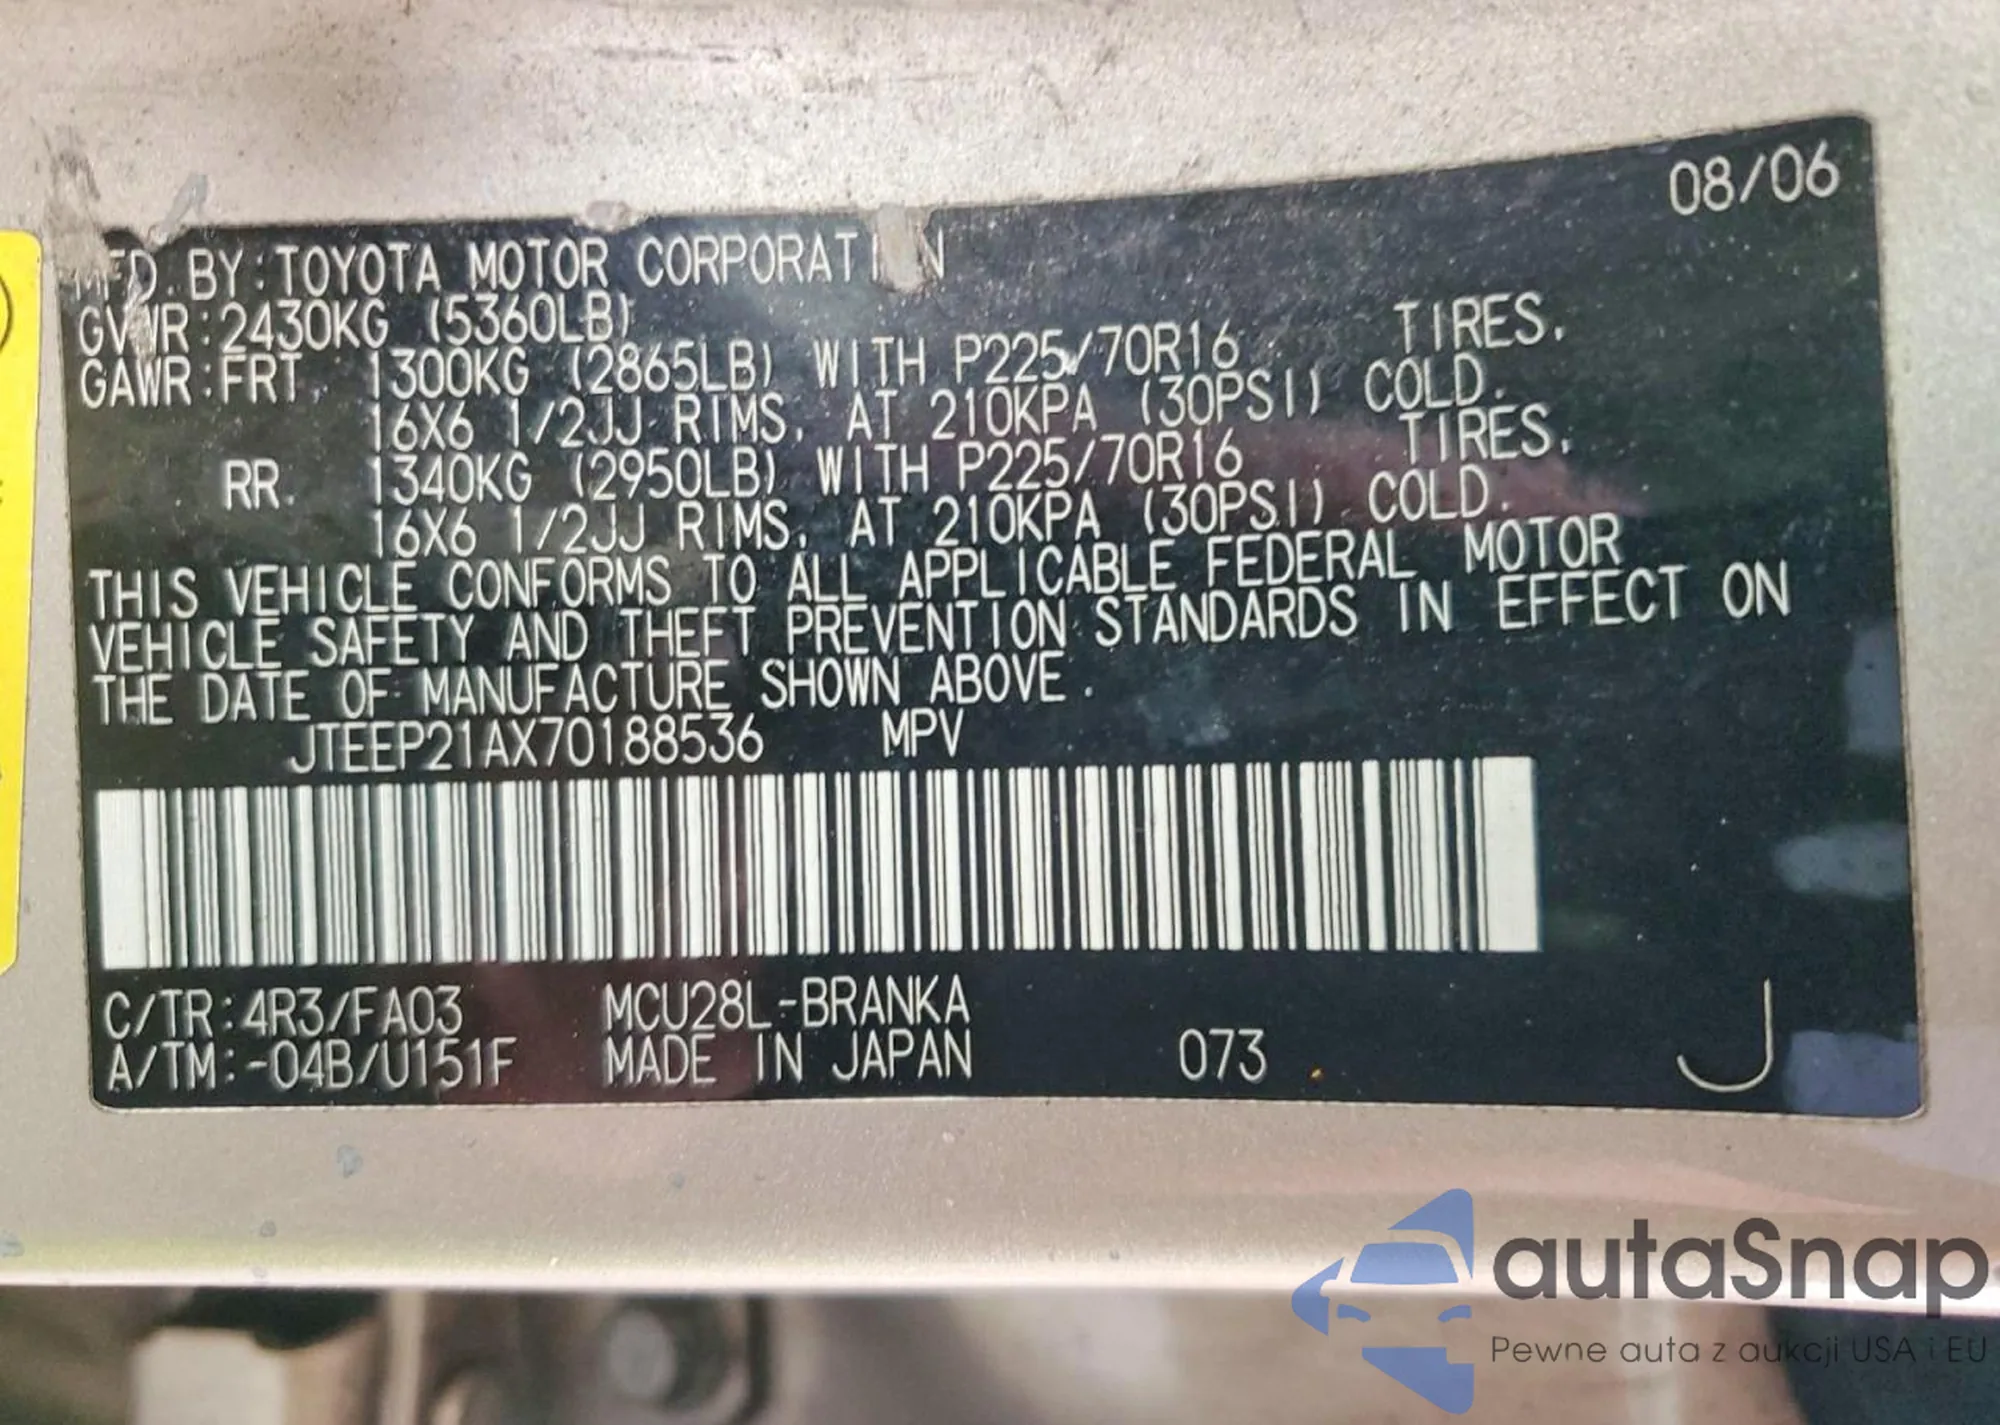 08/06
MFD. BY: TOYOTA MOTOR CORPORATION
GVWR: 2430KG (5360LB)
GAWR: FRT. 1300KG (2865LB) WITH P225/70R16 TIRES,
16X6 1/2JJ RIMS, AT 210KPA (30PSI) COLD.
RR. 1340KG (2950LB) WITH P225/70R16 TIRES,
16X6 1/2JJ RIMS, AT 210KPA (30PSI) COLD.
THIS VEHICLE CONFORMS TO ALL APPLICABLE FEDERAL MOTOR
VEHICLE SAFETY AND THEFT PREVENTION STANDARDS IN EFFECT ON
THE DATE OF MANUFACTURE SHOWN ABOVE.
JTEEP21AX70188536 MPV
C/TR: 4R3/FA03 MCU28L-BRANKA
A/TM: -04B/U151F MADE IN JAPAN 073 J
autaSnap
Pewne auta z aukcji USA i EU